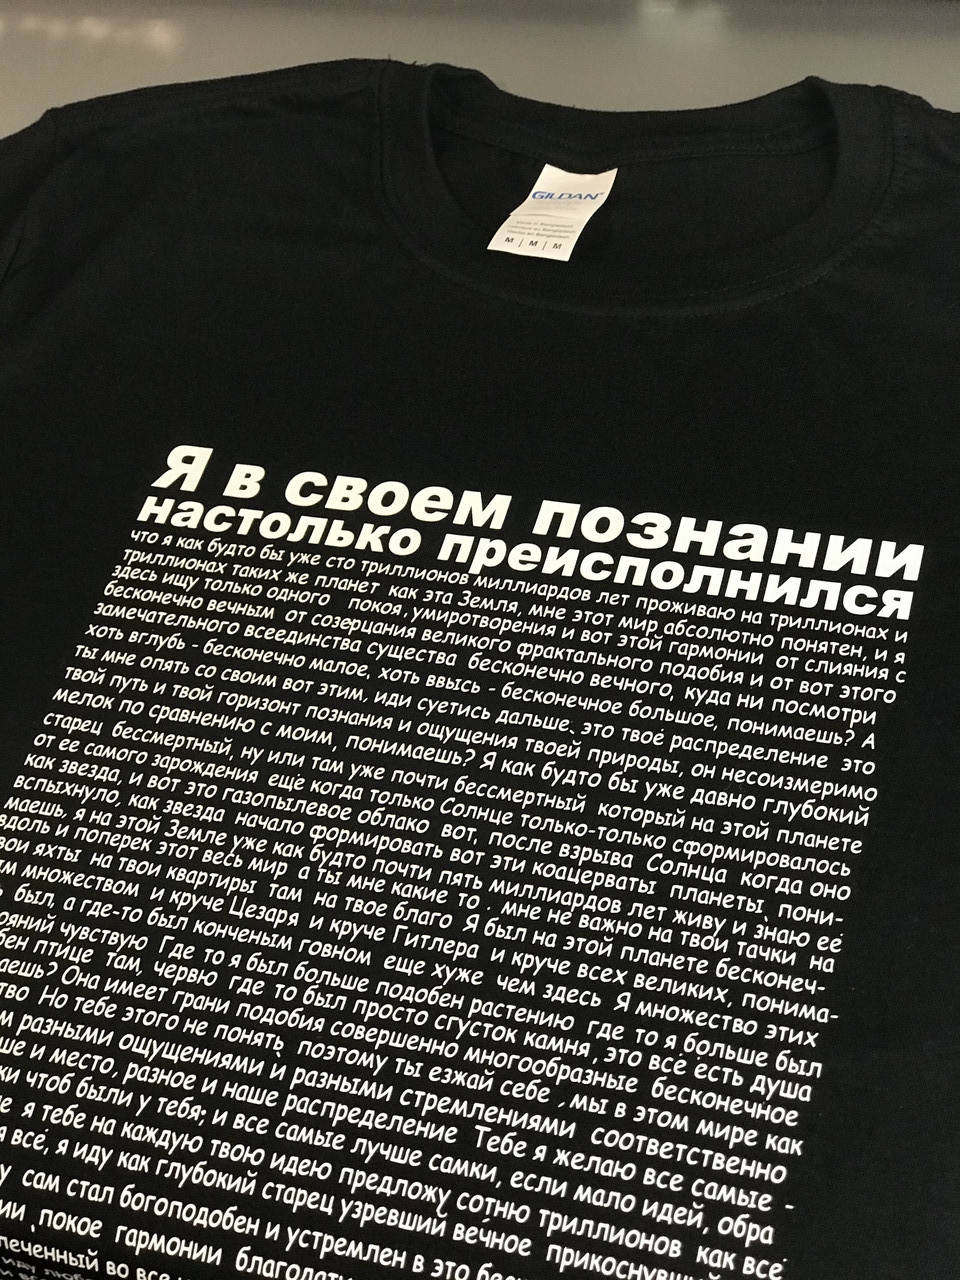 GILDAN
Made in Bangladesh
M | M | M
Я в своем познании
настолько преисполнился
что я как будто бы уже сто триллионов миллиардов лет проживаю на триллионах и
триллионах таких же планет как эта Земля, мне этот мир абсолютно понятен, и я
здесь ищу только одного покоя, умиротворения и вот этой гармонии от слияния с
бесконечно вечным от созерцания великого фрактального подобия и от вот этого
замечательного всеединства существа бесконечно вечного, куда ни посмотри
хоть вглубь - бесконечно малое, хоть ввысь - бесконечное большое, понимаешь? А
ты мне опять со своим вот этим, иди суетись дальше, это твоё распределение это
твой путь и твой горизонт познания и ощущения твоей природы, он несоизмеримо
мелок по сравнению с моим, понимаешь? Я как будто бы уже давно глубокий
старец бессмертный, ну или там уже почти бессмертный который на этой планете
от ее самого зарождения ещё когда только Солнце только-только сформировалось
как звезда, и вот это газопылевое облако вот, после взрыва Солнца когда оно
вспыхнуло, как звезда начало формировать вот эти коацерваты планеты, пони-
маешь, я на этой Земле уже как будто почти пять миллиардов лет живу и знаю её
вдоль и поперек этот весь мир а ты мне какие то . мне не важно на твои тачки на
яхты на твои квартиры там на твое благо Я был на этой планете бесконеч-
множеством и круче Цезаря и круче Гитлера и круче всех великих, понима-
был, а где-то был конченым говном еще хуже чем здесь Я множество этих
чувствую Где то я был больше подобен растению где то я больше был
птице там, червю где то был просто сгусток камня, это всё есть душа
Она имеет грани подобия совершенно многообразные бесконечное
Но тебе этого не понять, поэтому ты езжай себе , мы в этом мире как
разными ощущениями и разными стремлениями соответственно
и место, разное и наше распределение Тебе я желаю все самые -
чтоб были у тебя; и все самые лучше самки, если мало идей, обра
я тебе на каждую твою идею предложу сотню триллионов как все
всё, я иду как глубокий старец узревший вечное прикоснувший
сам стал богоподобен и устремлен в это
покое гармонии
во все